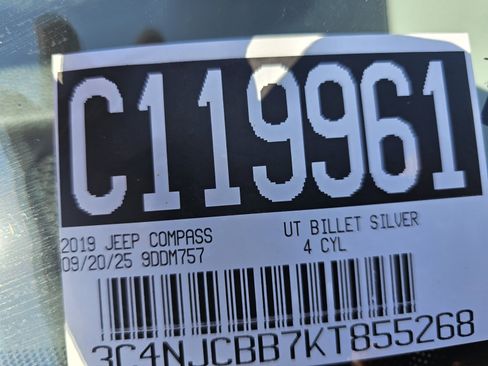 C119961
2019 JEEP COMPASS UT BILLET SILVER
09/20/25 9DDM757 4 CYL
3C4NJCBB7KT855268